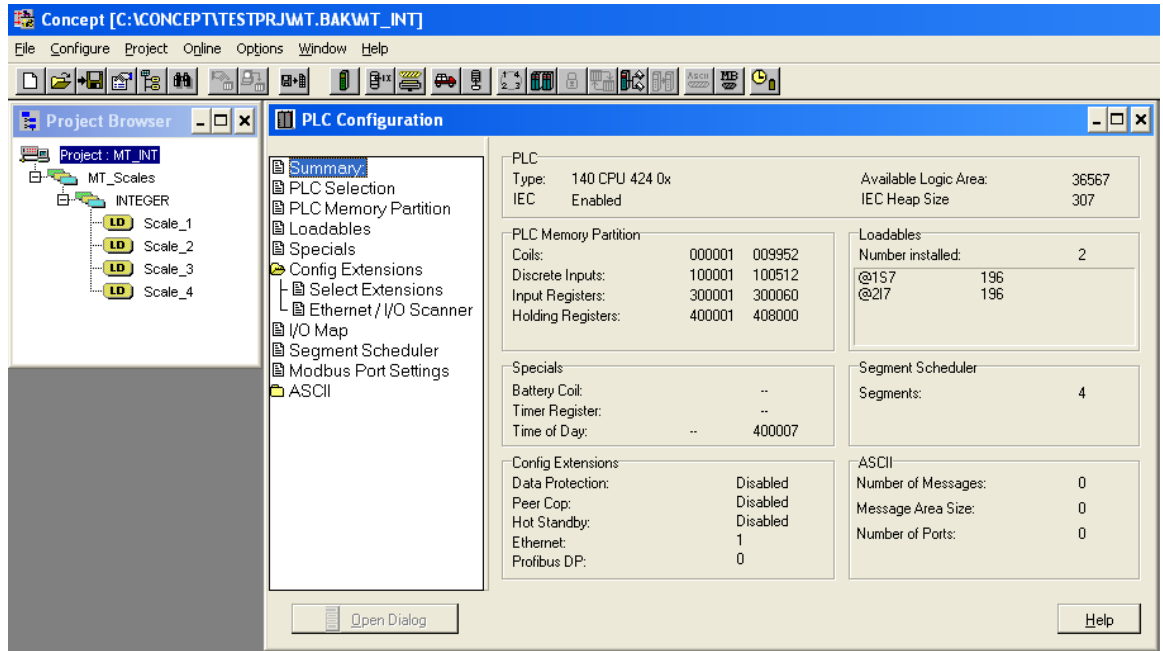 Concept [C:\CONCEPT\TESTPRJ\MT.BAK\MT_INT]
File Configure Project Online Options Window Help
Project Browser
Project : MT_INT
MT_Scales
INTEGER
LD Scale_1
LD Scale_2
LD Scale_3
LD Scale_4
PLC Configuration
Summary:
PLC Selection
PLC Memory Partition
Loadables
Specials
Config Extensions
Select Extensions
Ethernet / I/O Scanner
I/O Map
Segment Scheduler
Modbus Port Settings
ASCII
Open Dialog
PLC
Type: 140 CPU 424 0x Available Logic Area: 36567
IEC Enabled IEC Heap Size 307
PLC Memory Partition
Coils: 000001 009952
Discrete Inputs: 100001 100512
Input Registers: 300001 300060
Holding Registers: 400001 408000
Loadables
Number installed: 2
@1S7 196
@2I7 196
Specials
Battery Coil: --
Timer Register: --
Time of Day: -- 400007
Segment Scheduler
Segments: 4
Config Extensions
Data Protection: Disabled
Peer Cop: Disabled
Hot Standby: Disabled
Ethernet: 1
Profibus DP: 0
ASCII
Number of Messages: 0
Message Area Size: 0
Number of Ports: 0
Help